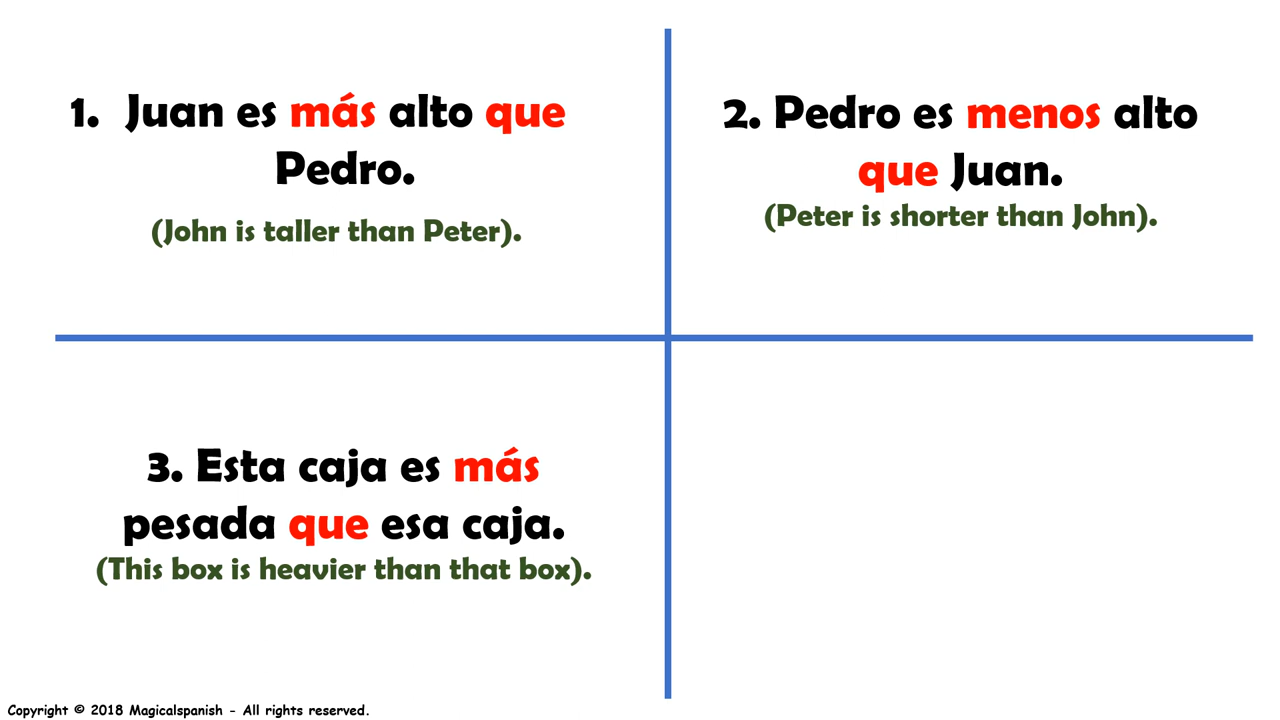 1. Juan es más alto que
Pedro.
(John is taller than Peter).
2. Pedro es menos alto
que Juan.
(Peter is shorter than John).
3. Esta caja es más
pesada que esa caja.
(This box is heavier than that box).
Copyright © 2018 Magicalspanish - All rights reserved.